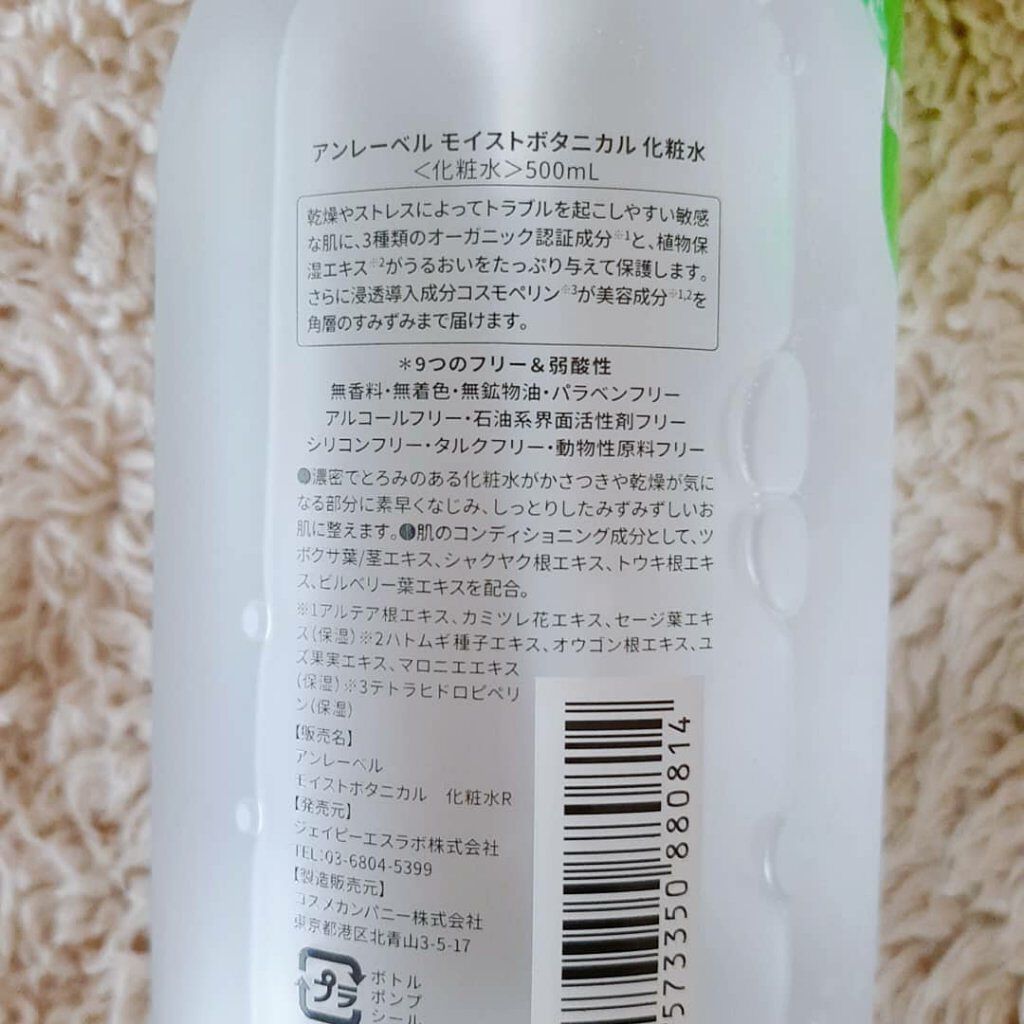 アンレーベル モイストボタニカル 化粧水
＜化粧水＞500mL
乾燥やストレスによってトラブルを起こしやすい敏感
な肌に、3種類のオーガニック認証成分※1と、植物保
湿エキス※2がうるおいをたっぷり与えて保護します。
さらに浸透導入成分コスモペリン※3が美容成分※1,2を
角層のすみずみまで届けます。
＊9つのフリー＆弱酸性
無香料・無着色・無鉱物油・パラベンフリー
アルコールフリー・石油系界面活性剤フリー
シリコンフリー・タルクフリー・動物性原料フリー
●濃密でとろみのある化粧水がかさつきや乾燥が気に
なる部分に素早くなじみ、しっとりしたみずみずしいお
肌に整えます。●肌のコンディショニング成分として、ツ
ボクサ葉/茎エキス、シャクヤク根エキス、トウキ根エキ
ス、ビルベリー葉エキスを配合。
※1アルテア根エキス、カミツレ花エキス、セージ葉エキ
ス(保湿)※2ハトムギ種子エキス、オウゴン根エキス、ユ
ズ果実エキス、マロニエエキス
(保湿)※3テトラヒドロピペリ
ン(保湿)
【販売名】
アンレーベル
モイストボタニカル 化粧水R
【発売元】
ジェイピーエスラボ株式会社
TEL:03-6804-5399
【製造販売元】
コスメカンパニー株式会社
東京都港区北青山3-5-17
プラ
ボトル
ポンプ
シール
573350880814